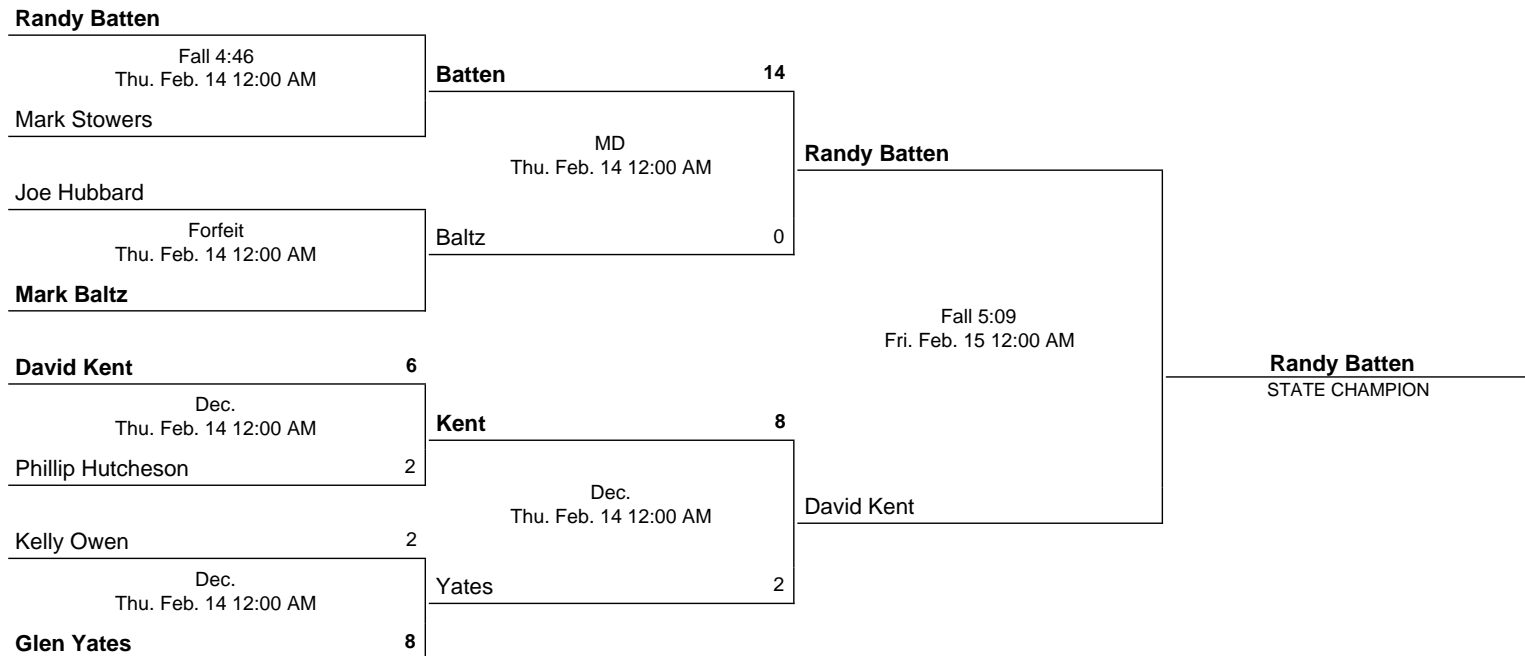 Randy Batten
Fall 4:46
Thu. Feb. 14 12:00 AM
Mark Stowers
Joe Hubbard
Forfeit
Thu. Feb. 14 12:00 AM
Mark Baltz
David Kent 6
Dec.
Thu. Feb. 14 12:00 AM
Phillip Hutcheson 2
Kelly Owen 2
Dec.
Thu. Feb. 14 12:00 AM
Glen Yates 8
Batten 14
MD
Thu. Feb. 14 12:00 AM
Baltz 0
Kent 8
Dec.
Thu. Feb. 14 12:00 AM
Yates 2
Randy Batten
Fall 5:09
Fri. Feb. 15 12:00 AM
David Kent
Randy Batten
STATE CHAMPION